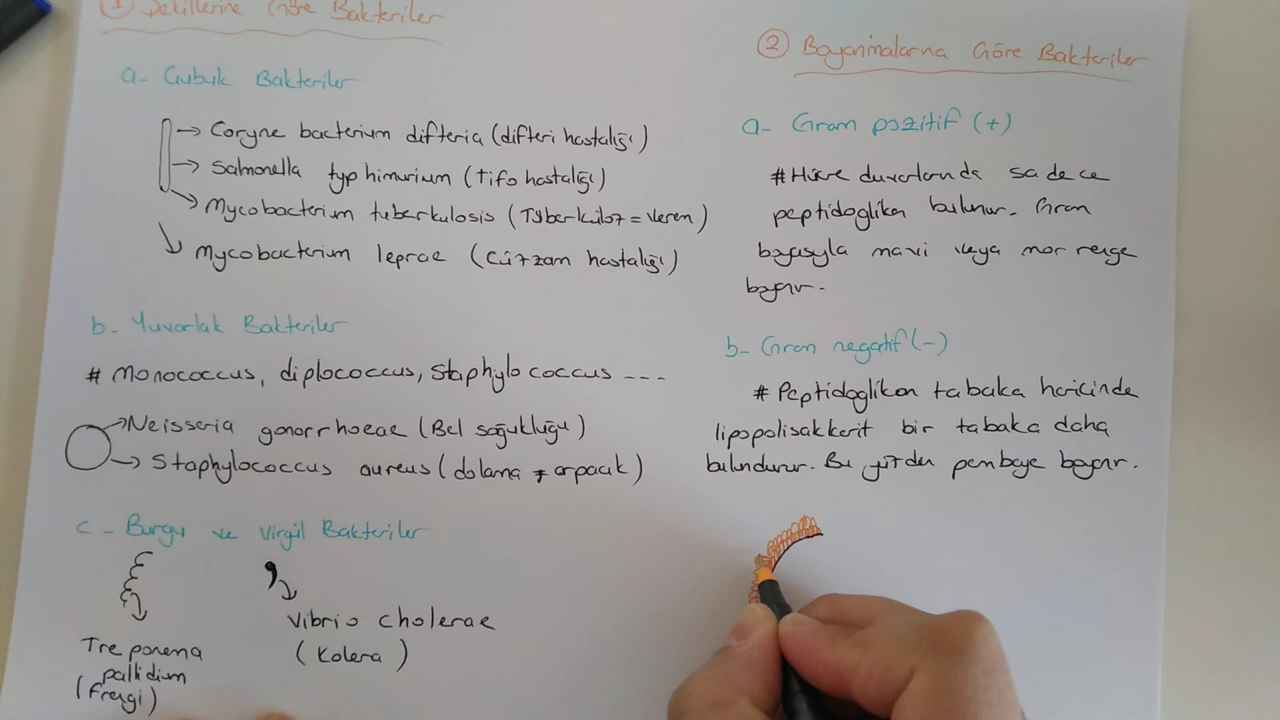 ① Şekillerine Göre Bakteriler
a- Çubuk Bakteriler
→ Coryne bacterium difteria (difteri hastalığı)
→ Salmonella typhimurium (Tifo hastalığı)
→ Mycobacterium tuberkulosis (Tüberküloz = Verem)
Mycobacterium leprae (Cüzzam hastalığı)
b- Yuvarlak Bakteriler
# Monococcus, diplococcus, Staphylococcus ---
→ Neisseria gonorrhoeae (Bel soğukluğu)
→ Staphylococcus aureus (dolama, arpacık)
c- Burgu ve Virgül Bakteriler
Treponema
pallidium
(Frengi)
Vibrio cholerae
(Kolera)
② Boyanmalarına Göre Bakteriler
a- Gram pozitif (+)
# Hücre duvarlarında sadece
peptidoglikan bulunur. Gram
boyasıyla mavi veya mor renge
boyanır.
b- Gram negatif (-)
# Peptidoglikan tabaka haricinde
lipopolisakkarit bir tabaka daha
bulundurur. Bu yüzden pembeye boyanır.